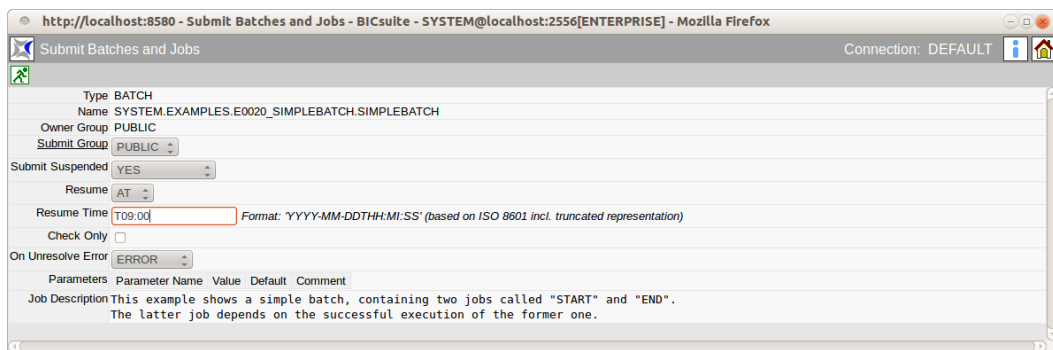 http://localhost:8580 - Submit Batches and Jobs - BICsuite - SYSTEM@localhost:2556[ENTERPRISE] - Mozilla Firefox
Submit Batches and Jobs Connection: DEFAULT
Type BATCH
Name SYSTEM.EXAMPLES.E0020_SIMPLEBATCH.SIMPLEBATCH
Owner Group PUBLIC
Submit Group PUBLIC
Submit Suspended YES
Resume AT
Resume Time T09:00 Format: 'YYYY-MM-DDTHH:MI:SS' (based on ISO 8601 incl. truncated representation)
Check Only
On Unresolve Error ERROR
Parameters Parameter Name Value Default Comment
Job Description This example shows a simple batch, containing two jobs called "START" and "END".
The latter job depends on the successful execution of the former one.